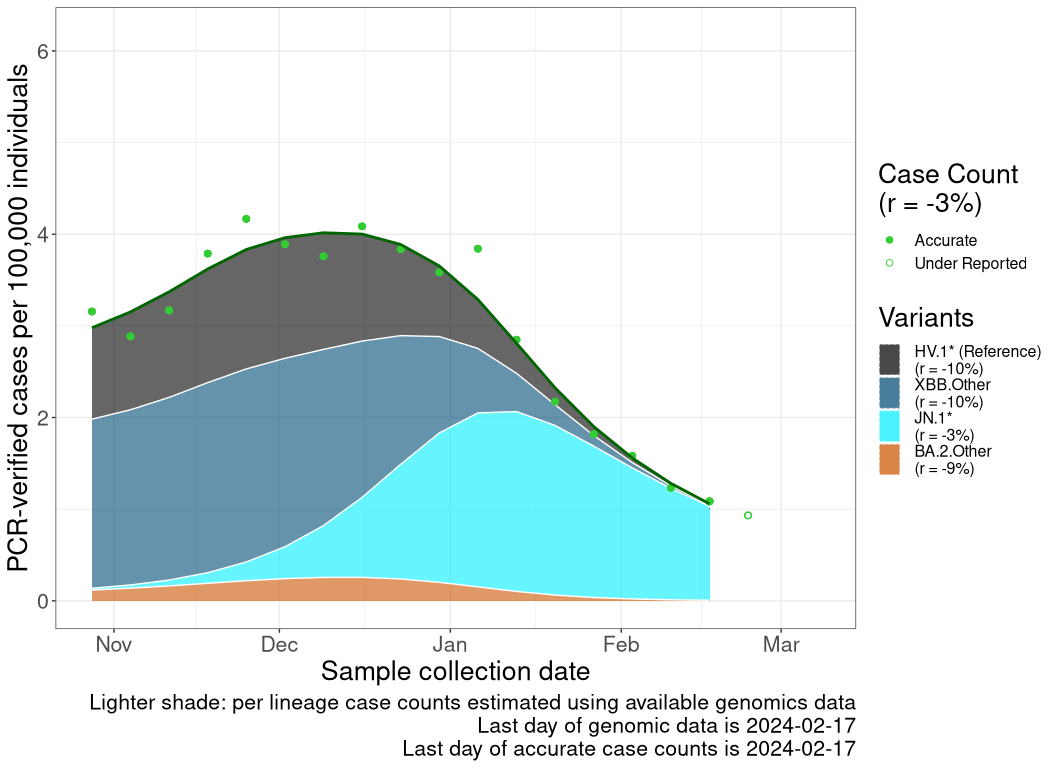 PCR-verified cases per 100,000 individuals
6
4
2
0
Nov
Dec
Jan
Feb
Mar
Sample collection date
Lighter shade: per lineage case counts estimated using available genomics data
Last day of genomic data is 2024-02-17
Last day of accurate case counts is 2024-02-17
Case Count
(r = -3%)
Accurate
Under Reported
Variants
HV.1* (Reference)
(r = -10%)
XBB.Other
(r = -10%)
JN.1*
(r = -3%)
BA.2.Other
(r = -9%)